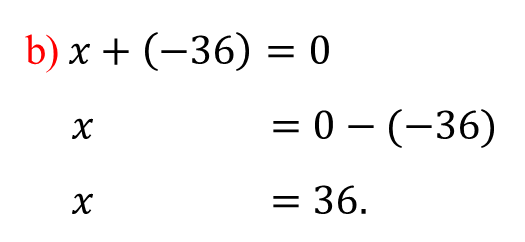 b) x + (−36) = 0
x = 0 − (−36)
x = 36.